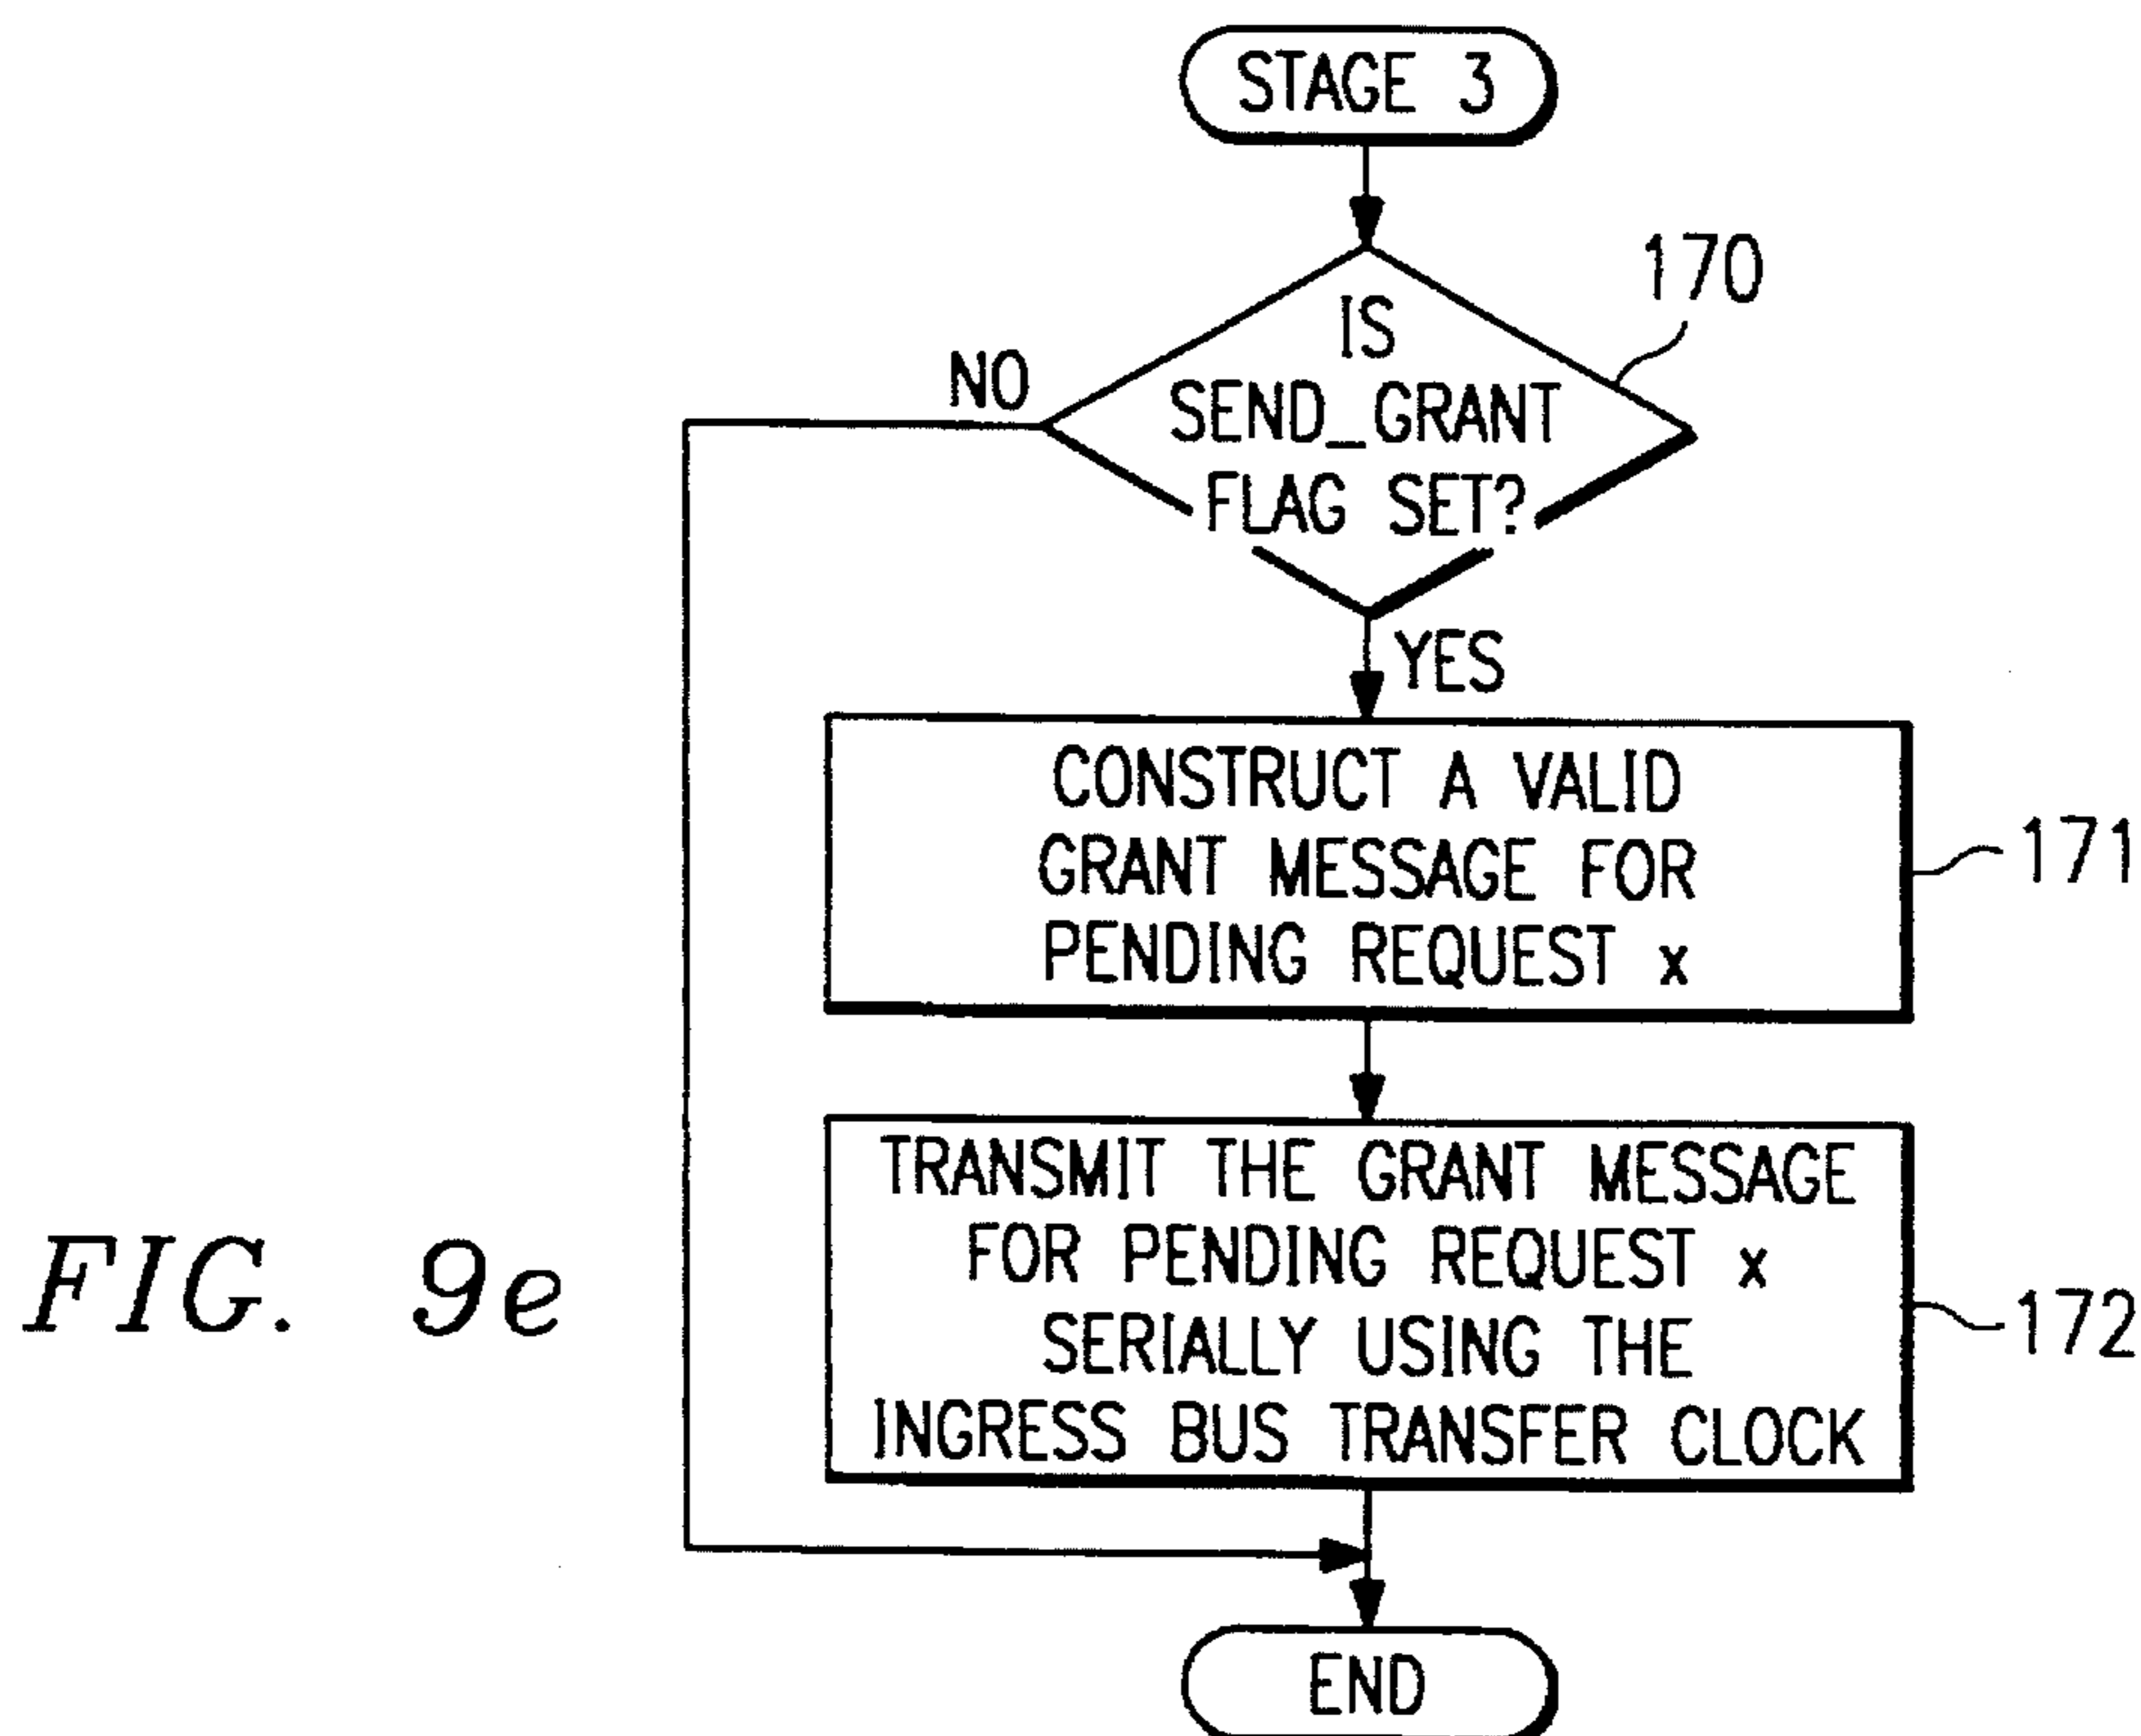 STAGE 3
170
IS
SEND_GRANT
FLAG SET?
NO
YES
CONSTRUCT A VALID
GRANT MESSAGE FOR
PENDING REQUEST x
171
TRANSMIT THE GRANT MESSAGE
FOR PENDING REQUEST x
SERIALLY USING THE
INGRESS BUS TRANSFER CLOCK
172
END
FIG. 9e